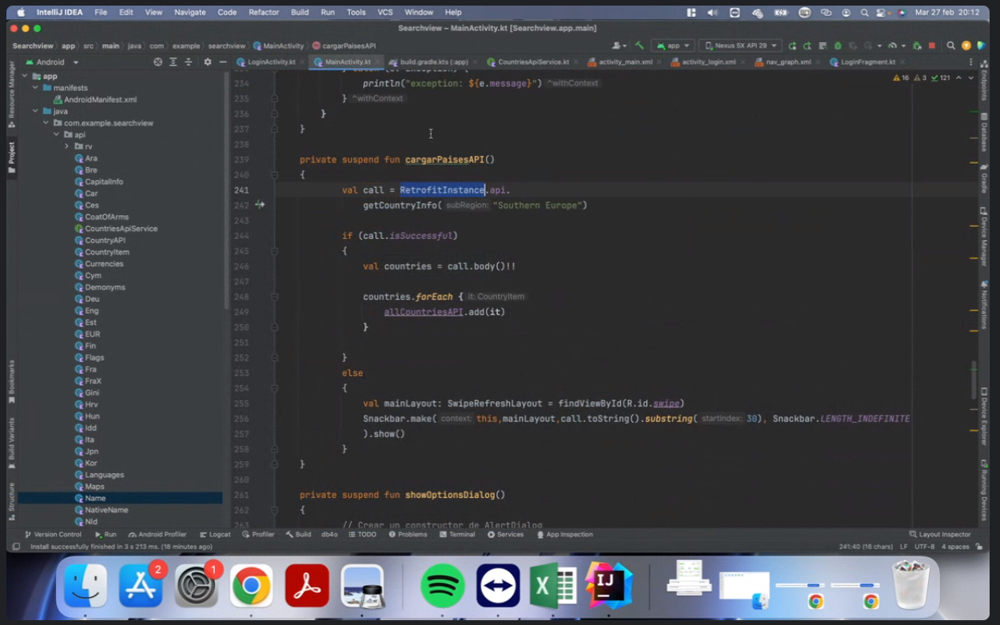 IntelliJ IDEA File Edit View Navigate Code Refactor Build Run Tools VCS Window Help Mar 27 feb 20:12
Searchview – MainActivity.kt [Searchview.app.main]
Searchview app src main java com example searchview MainActivity cargarPaisesAPI app Nexus 5X API 29
Android LoginActivity.kt MainActivity.kt build.gradle.kts (:app) CountriesApiService.kt activity_main.xml activity_login.xml nav_graph.xml LoginFragment.kt
Resource Manager
Project
Bookmarks
Build Variants
Structure
app
manifests
AndroidManifest.xml
java
com.example.searchview
api
rv
Ara
Bre
CapitalInfo
Car
Ces
CoatOfArms
CountriesApiService
CountryAPI
CountryItem
Currencies
Cym
Demonyms
Deu
Eng
Est
EUR
Fin
Flags
Fra
FraX
Gini
Hrv
Hun
Idd
Ita
Jpn
Kor
Languages
Maps
Name
NativeName
Nld
16 3 121
234 println("exception: ${e.message}") ^withContext
235 } ^withContext
236 }
237 }
238
239 private suspend fun cargarPaisesAPI()
240 {
241 val call = RetrofitInstance.api.
242 getCountryInfo( subRegion: "Southern Europe")
243
244 if (call.isSuccessful)
245 {
246 val countries = call.body()!!
247
248 countries.forEach { it: CountryItem
249 allCountriesAPI.add(it)
250 }
251
252 }
253 else
254 {
255 val mainLayout: SwipeRefreshLayout = findViewById(R.id.swipe)
256 Snackbar.make( context: this,mainLayout,call.toString().substring( startIndex: 30), Snackbar.LENGTH_INDEFINITE
257 ).show()
258 }
259 }
260
261 private suspend fun showOptionsDialog()
262 {
263 // Crear un constructor de AlertDialog
Endpoints
Database
Gradle
Device Manager
Notifications
Device Explorer
Running Devices
Version Control Run Android Profiler Logcat Profiler Build db4o TODO Problems Terminal Services App Inspection Layout Inspector
Install successfully finished in 3 s 213 ms. (18 minutes ago) 241:40 (16 chars) LF UTF-8 4 spaces
2
1
X
IJ